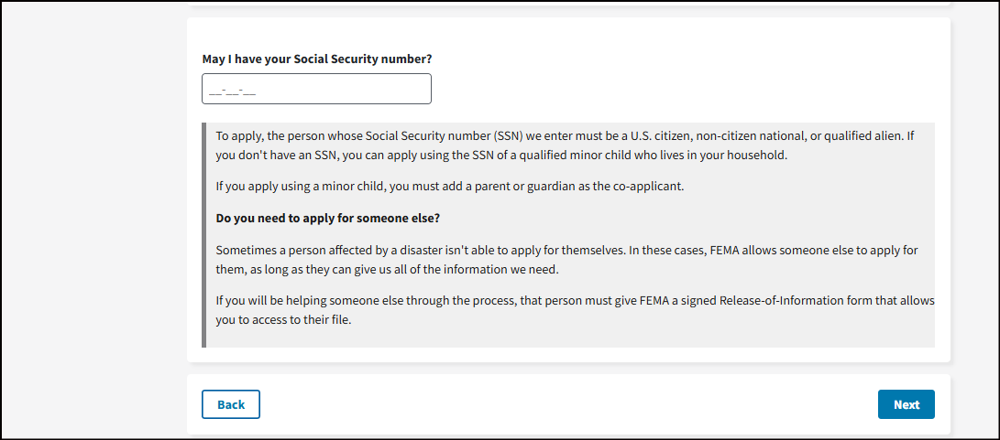 May I have your Social Security number?
__-__-__
To apply, the person whose Social Security number (SSN) we enter must be a U.S. citizen, non-citizen national, or qualified alien. If
you don't have an SSN, you can apply using the SSN of a qualified minor child who lives in your household.
If you apply using a minor child, you must add a parent or guardian as the co-applicant.
Do you need to apply for someone else?
Sometimes a person affected by a disaster isn't able to apply for themselves. In these cases, FEMA allows someone else to apply for
them, as long as they can give us all of the information we need.
If you will be helping someone else through the process, that person must give FEMA a signed Release-of-Information form that allows
you to access to their file.
Back
Next